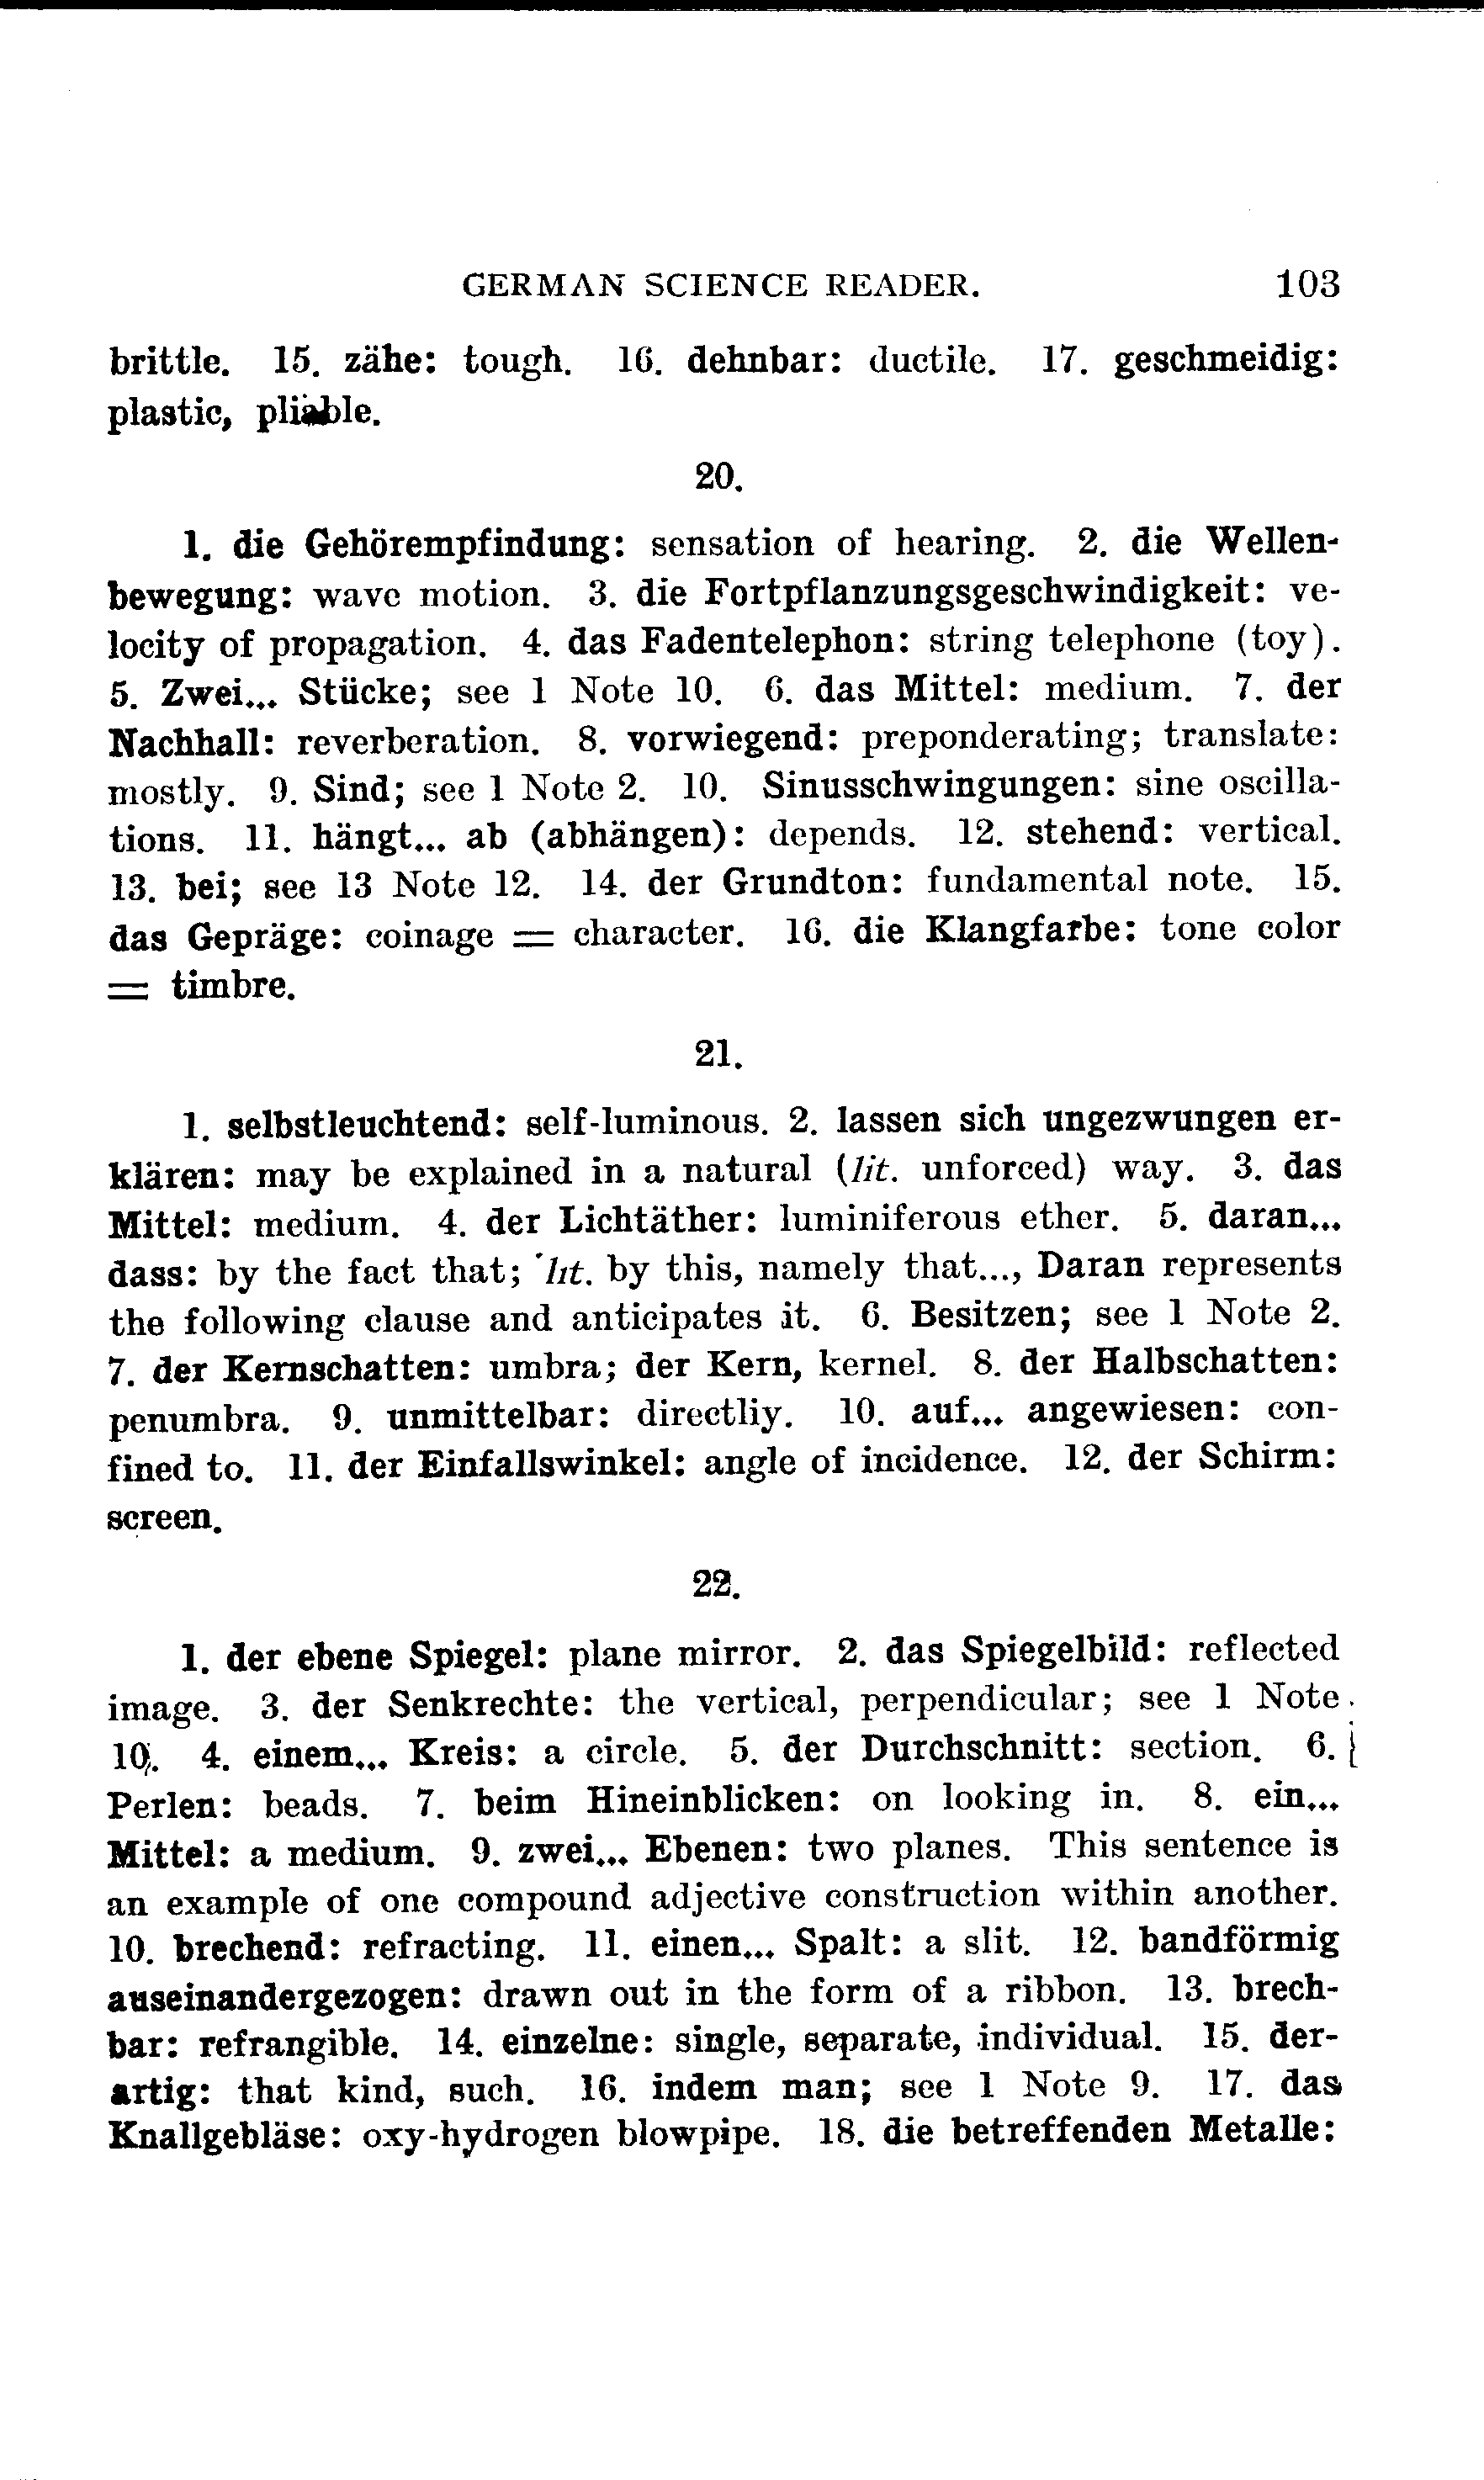 GERMAN SCIENCE READER. 103
brittle. 15. zähe: tough. 16. dehnbar: ductile. 17. geschmeidig:
plastic, pliable.
20.
1. die Gehörempfindung: sensation of hearing. 2. die Wellen-
bewegung: wave motion. 3. die Fortpflanzungsgeschwindigkeit: ve-
locity of propagation. 4. das Fadentelephon: string telephone (toy).
5. Zwei... Stücke; see 1 Note 10. 6. das Mittel: medium. 7. der
Nachhall: reverberation. 8. vorwiegend: preponderating; translate:
mostly. 9. Sind; see 1 Note 2. 10. Sinusschwingungen: sine oscilla-
tions. 11. hängt... ab (abhängen): depends. 12. stehend: vertical.
13. bei; see 13 Note 12. 14. der Grundton: fundamental note. 15.
das Gepräge: coinage = character. 16. die Klangfarbe: tone color
= timbre.
21.
1. selbstleuchtend: self-luminous. 2. lassen sich ungezwungen er-
klären: may be explained in a natural (lit. unforced) way. 3. das
Mittel: medium. 4. der Lichtäther: luminiferous ether. 5. daran...
dass: by the fact that; lit. by this, namely that..., Daran represents
the following clause and anticipates it. 6. Besitzen; see 1 Note 2.
7. der Kernschatten: umbra; der Kern, kernel. 8. der Halbschatten:
penumbra. 9. unmittelbar: directliy. 10. auf... angewiesen: con-
fined to. 11. der Einfallswinkel: angle of incidence. 12. der Schirm:
screen.
22.
1. der ebene Spiegel: plane mirror. 2. das Spiegelbild: reflected
image. 3. der Senkrechte: the vertical, perpendicular; see 1 Note
10. 4. einem... Kreis: a circle. 5. der Durchschnitt: section. 6.
Perlen: beads. 7. beim Hineinblicken: on looking in. 8. ein...
Mittel: a medium. 9. zwei... Ebenen: two planes. This sentence is
an example of one compound adjective construction within another.
10. brechend: refracting. 11. einen... Spalt: a slit. 12. bandförmig
auseinandergezogen: drawn out in the form of a ribbon. 13. brech-
bar: refrangible. 14. einzelne: single, separate, individual. 15. der-
artig: that kind, such. 16. indem man; see 1 Note 9. 17. das
Knallgebläse: oxy-hydrogen blowpipe. 18. die betreffenden Metalle: